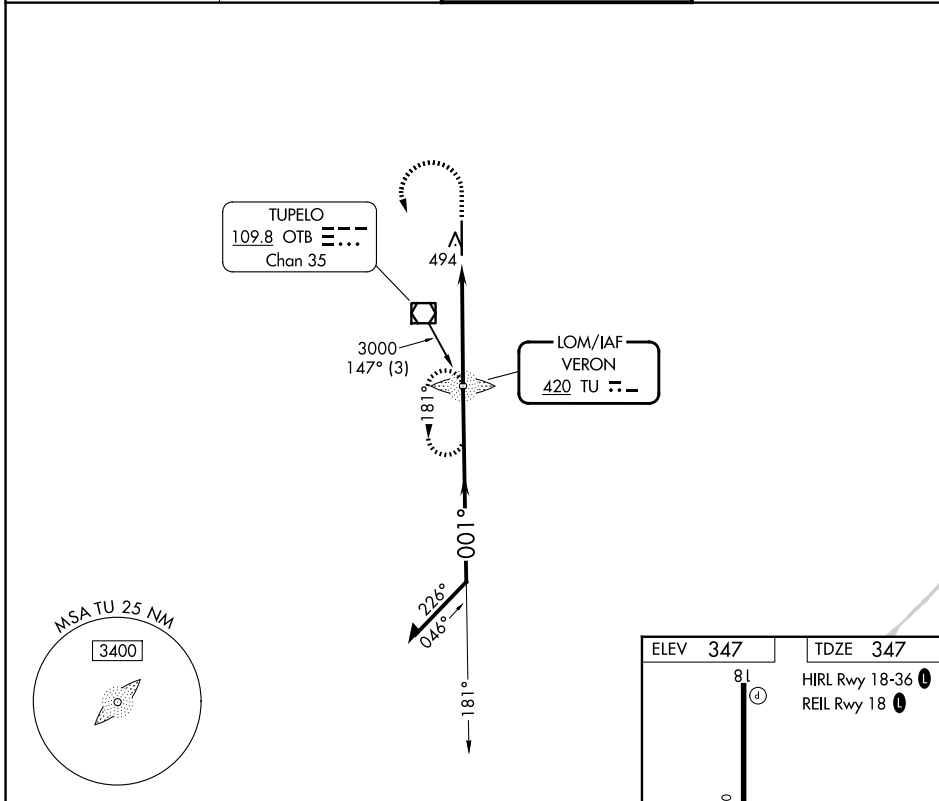 TUPELO
109.8 OTB
Chan 35
494
3000
147° (3)
LOM/IAF
VERON
420 TU
181°
001°
226°
046°
181°
MSA TU 25 NM
3400
ELEV 347
TDZE 347
18
P
HIRL Rwy 18-36 L
REIL Rwy 18 L